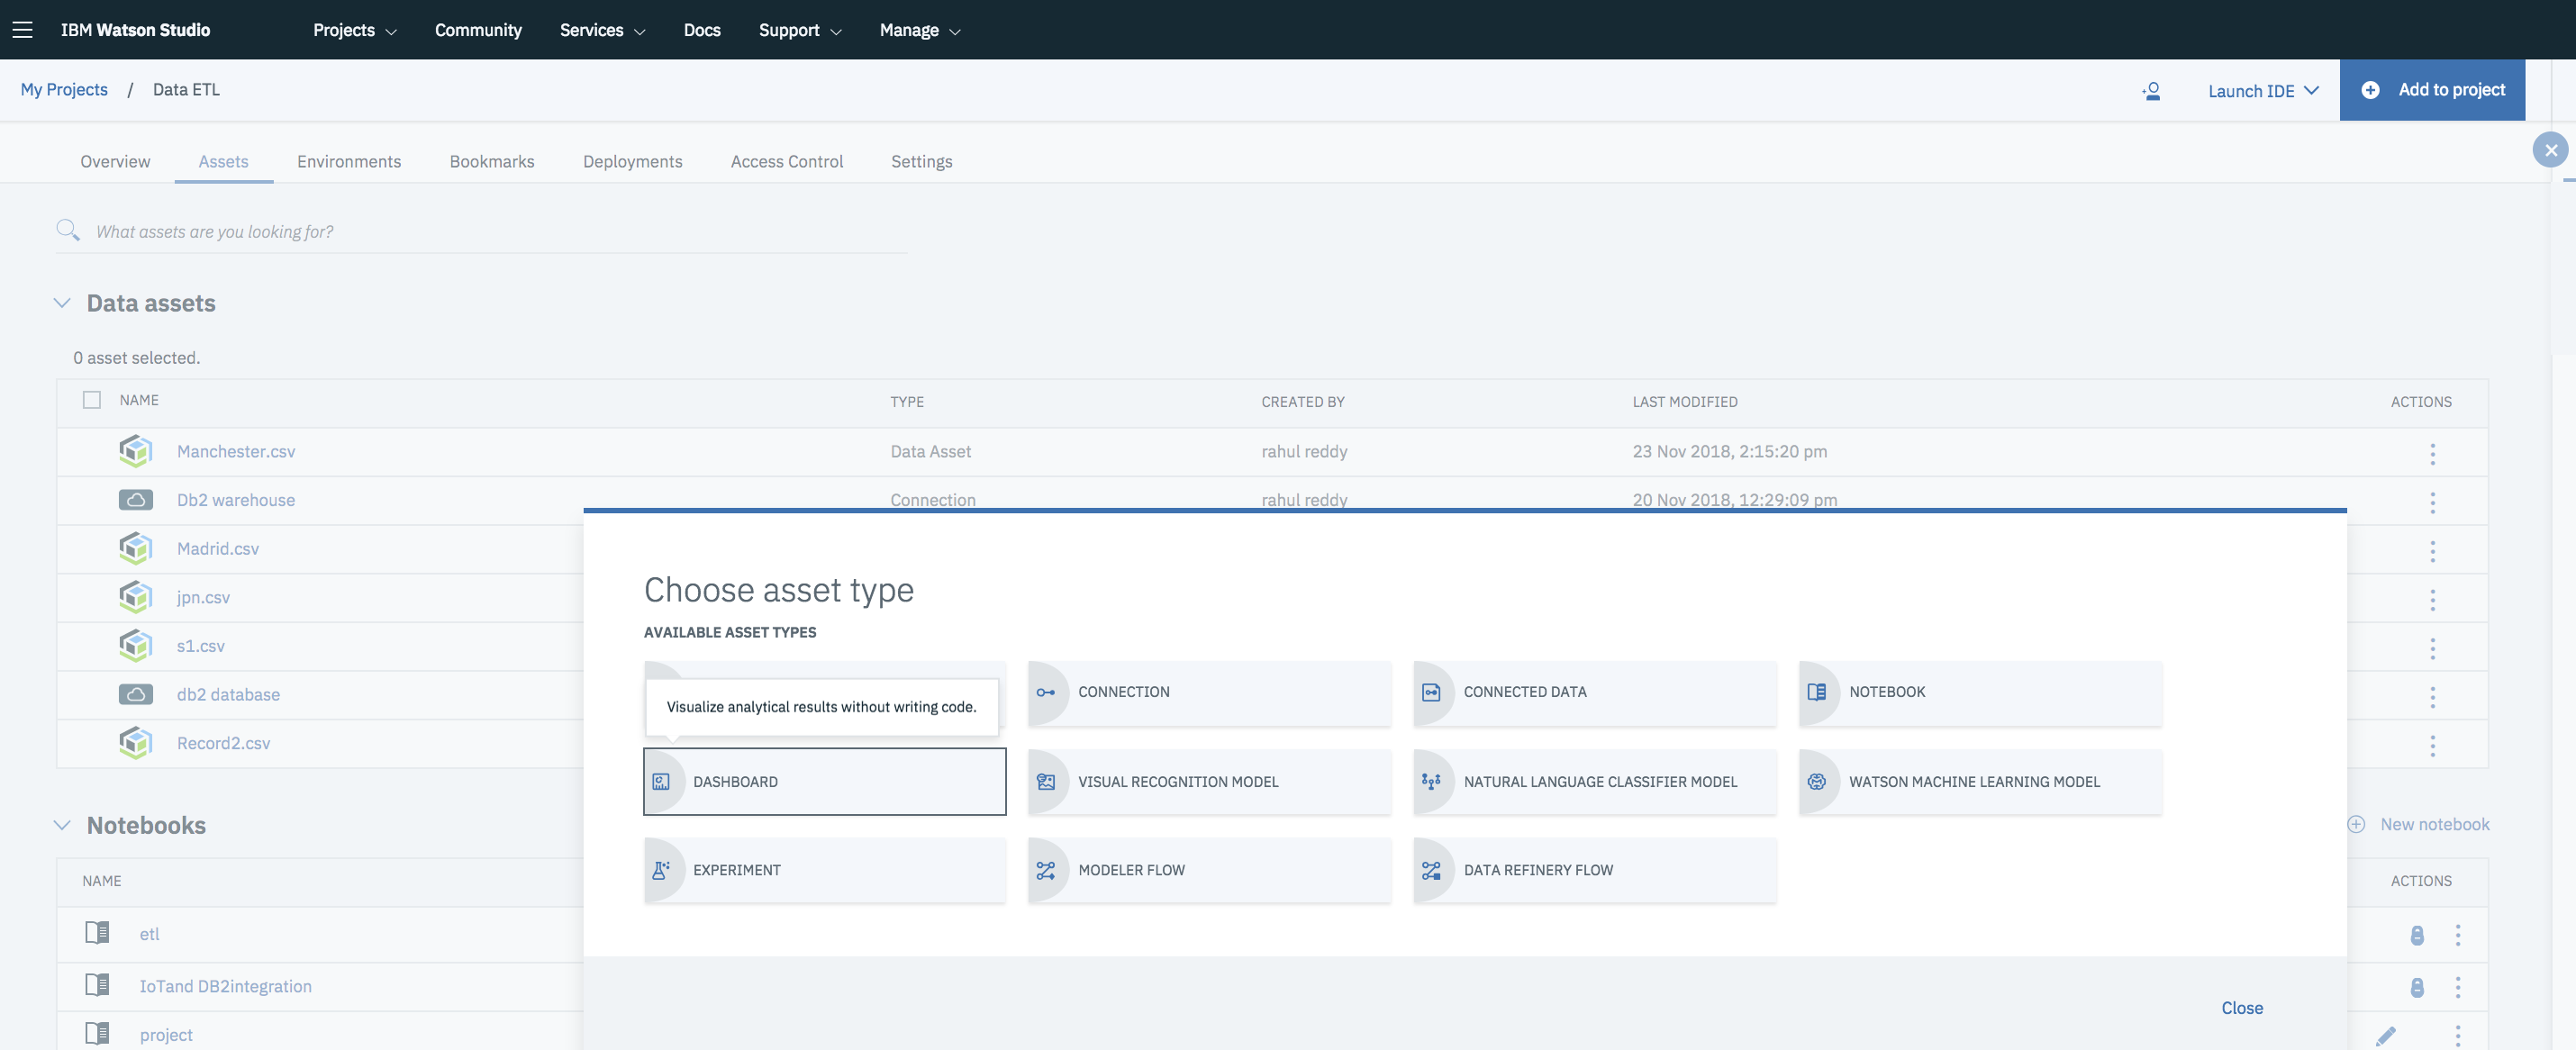 IBM Watson Studio Projects Community Services Docs Support Manage
My Projects / Data ETL Launch IDE Add to project
Overview Assets Environments Bookmarks Deployments Access Control Settings
What assets are you looking for?
Data assets
0 asset selected.
NAME TYPE CREATED BY LAST MODIFIED ACTIONS
Manchester.csv Data Asset rahul reddy 23 Nov 2018, 2:15:20 pm
Db2 warehouse Connection rahul reddy 20 Nov 2018, 12:29:09 pm
Madrid.csv
jpn.csv
s1.csv
db2 database
Record2.csv
Choose asset type
AVAILABLE ASSET TYPES
CONNECTION CONNECTED DATA NOTEBOOK
Visualize analytical results without writing code.
DASHBOARD VISUAL RECOGNITION MODEL NATURAL LANGUAGE CLASSIFIER MODEL WATSON MACHINE LEARNING MODEL
EXPERIMENT MODELER FLOW DATA REFINERY FLOW
Close
Notebooks New notebook
NAME ACTIONS
etl
IoTand DB2integration
project